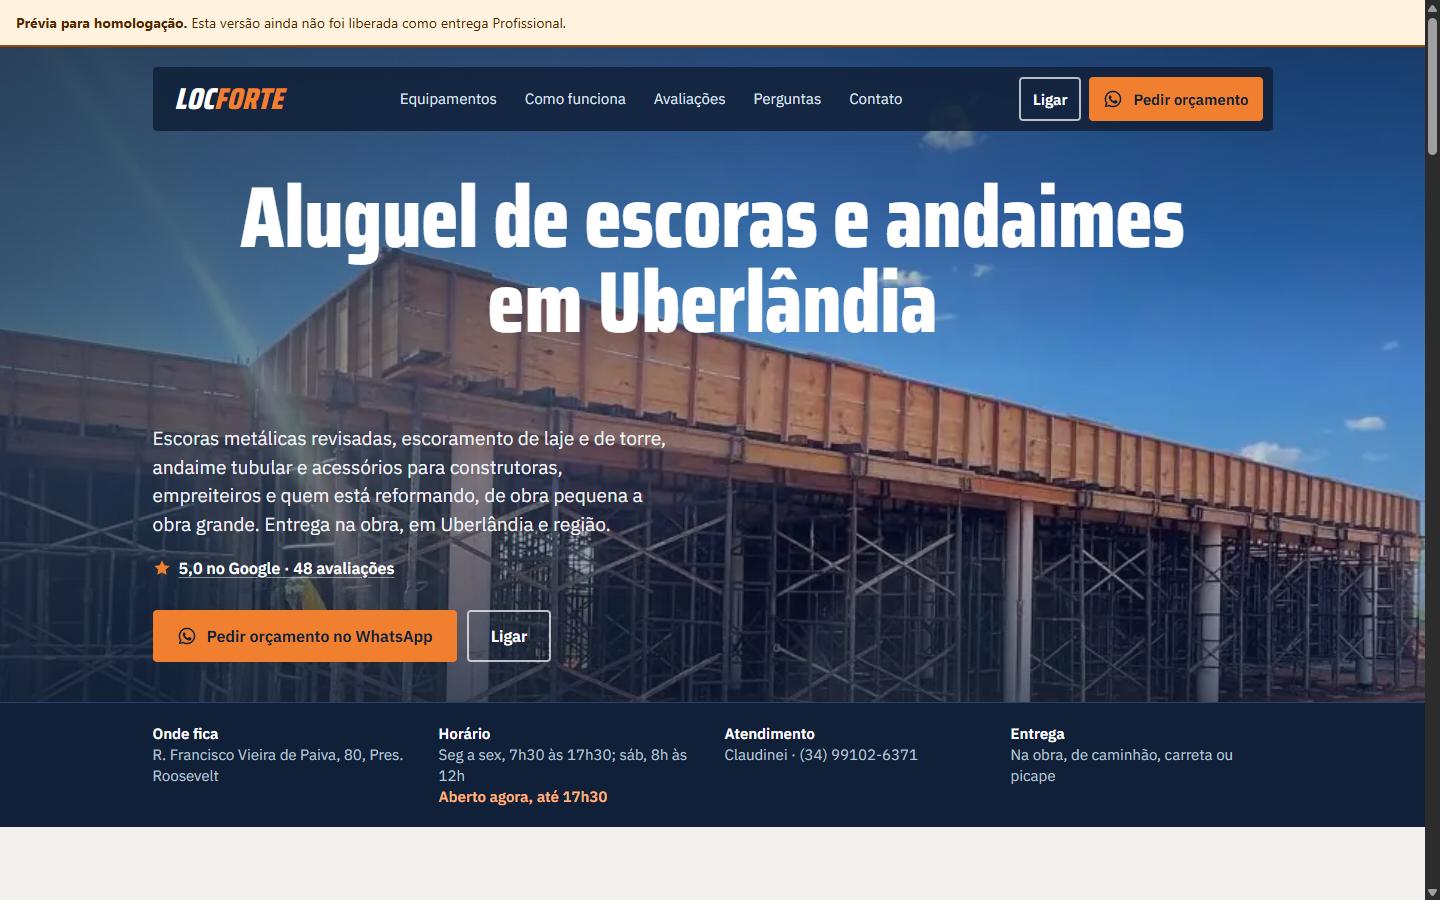 Prévia para homologação. Esta versão ainda não foi liberada como entrega Profissional.
LOCFORTE
Equipamentos
Como funciona
Avaliações
Perguntas
Contato
Ligar
Pedir orçamento
Aluguel de escoras e andaimes
em Uberlândia
Escoras metálicas revisadas, escoramento de laje e de torre,
andaime tubular e acessórios para construtoras,
empreiteiros e quem está reformando, de obra pequena a
obra grande. Entrega na obra, em Uberlândia e região.
5,0 no Google · 48 avaliações
Pedir orçamento no WhatsApp
Ligar
Onde fica
R. Francisco Vieira de Paiva, 80, Pres.
Roosevelt
Horário
Seg a sex, 7h30 às 17h30; sáb, 8h às
12h
Aberto agora, até 17h30
Atendimento
Claudinei · (34) 99102-6371
Entrega
Na obra, de caminhão, carreta ou
picape